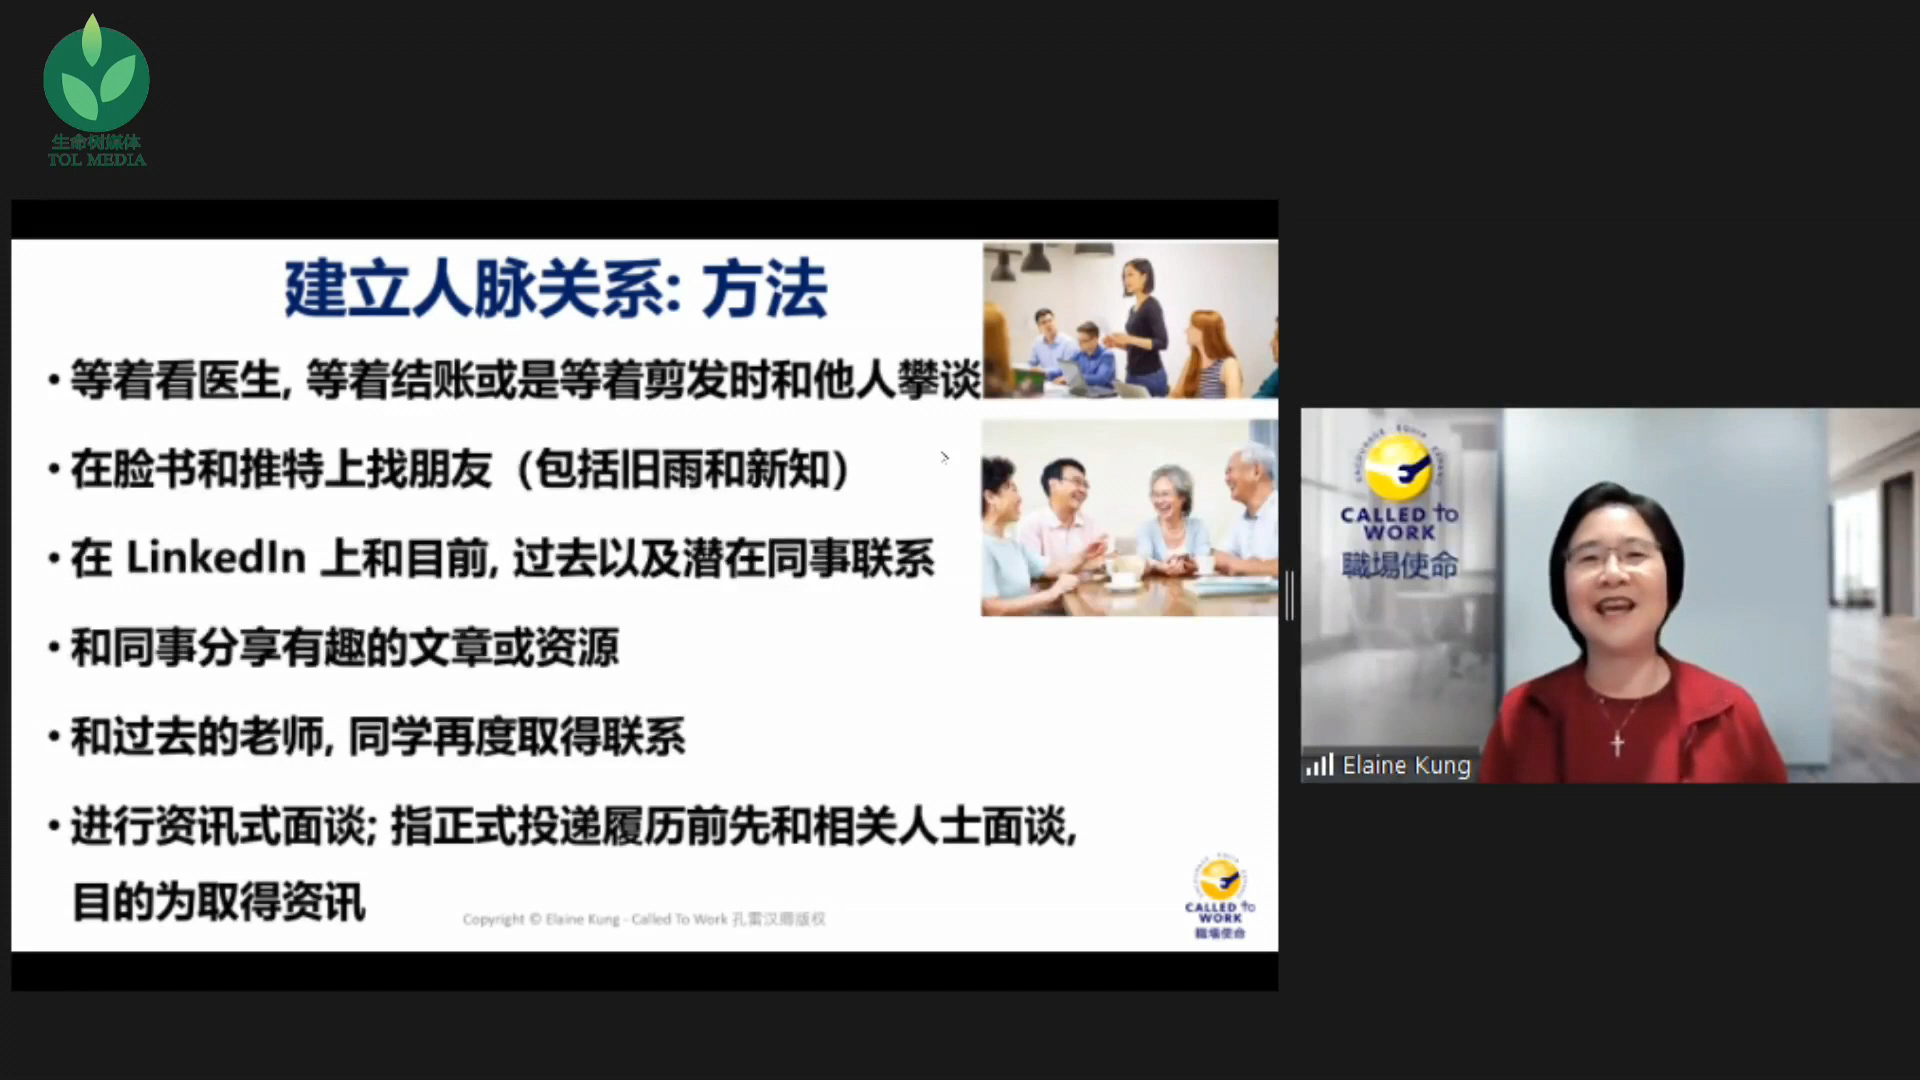 生命树媒体
TOL MEDIA
建立人脉关系: 方法
• 等着看医生, 等着结账或是等着剪发时和他人攀谈
• 在脸书和推特上找朋友（包括旧雨和新知）
• 在 LinkedIn 上和目前, 过去以及潜在同事联系
• 和同事分享有趣的文章或资源
• 和过去的老师, 同学再度取得联系
• 进行资讯式面谈; 指正式投递履历前先和相关人士面谈,
目的为取得资讯
Copyright © Elaine Kung - Called To Work 孔雷汉卿版权
CALLED to
WORK
職場使命
CALLED to
WORK
職場使命
Elaine Kung